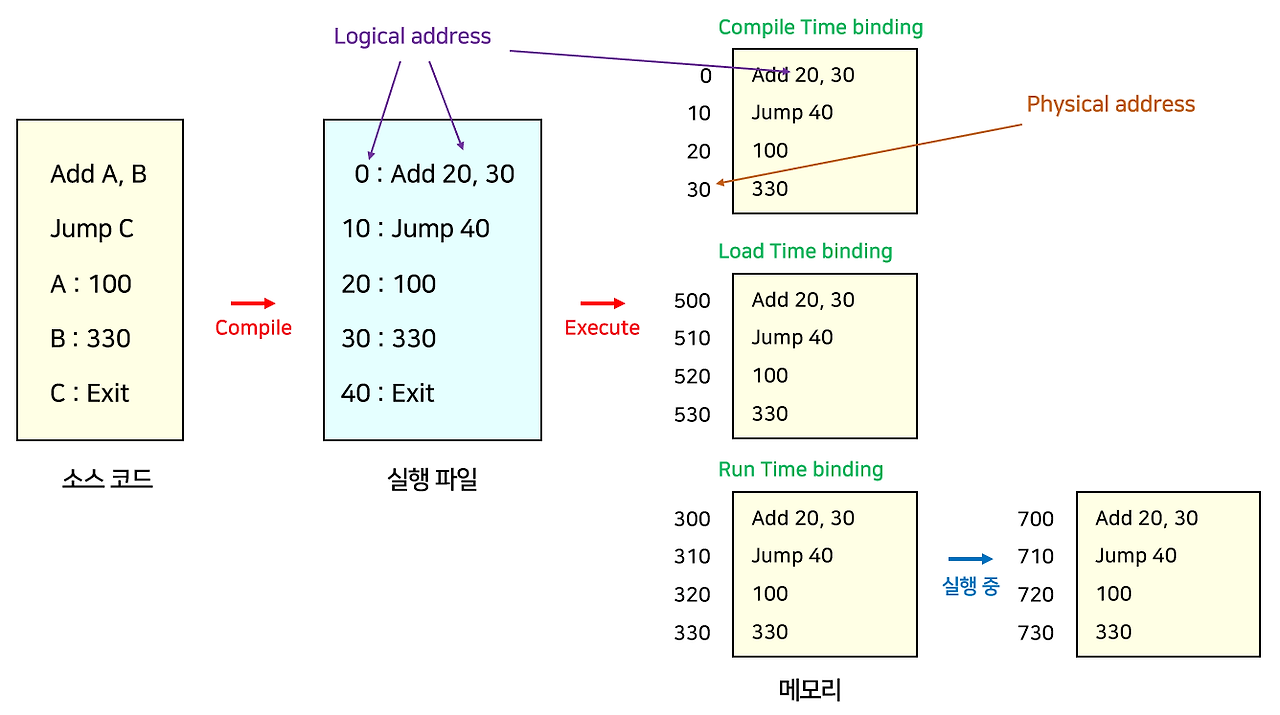 Logical address
Add A, B
Jump C
A : 100
B : 330
C : Exit
소스 코드
Compile
0 : Add 20, 30
10 : Jump 40
20 : 100
30 : 330
40 : Exit
실행 파일
Execute
Compile Time binding
0 Add 20, 30
10 Jump 40
20 100
30 330
Physical address
Load Time binding
500 Add 20, 30
510 Jump 40
520 100
530 330
Run Time binding
300 Add 20, 30
310 Jump 40
320 100
330 330
실행 중
700 Add 20, 30
710 Jump 40
720 100
730 330
메모리